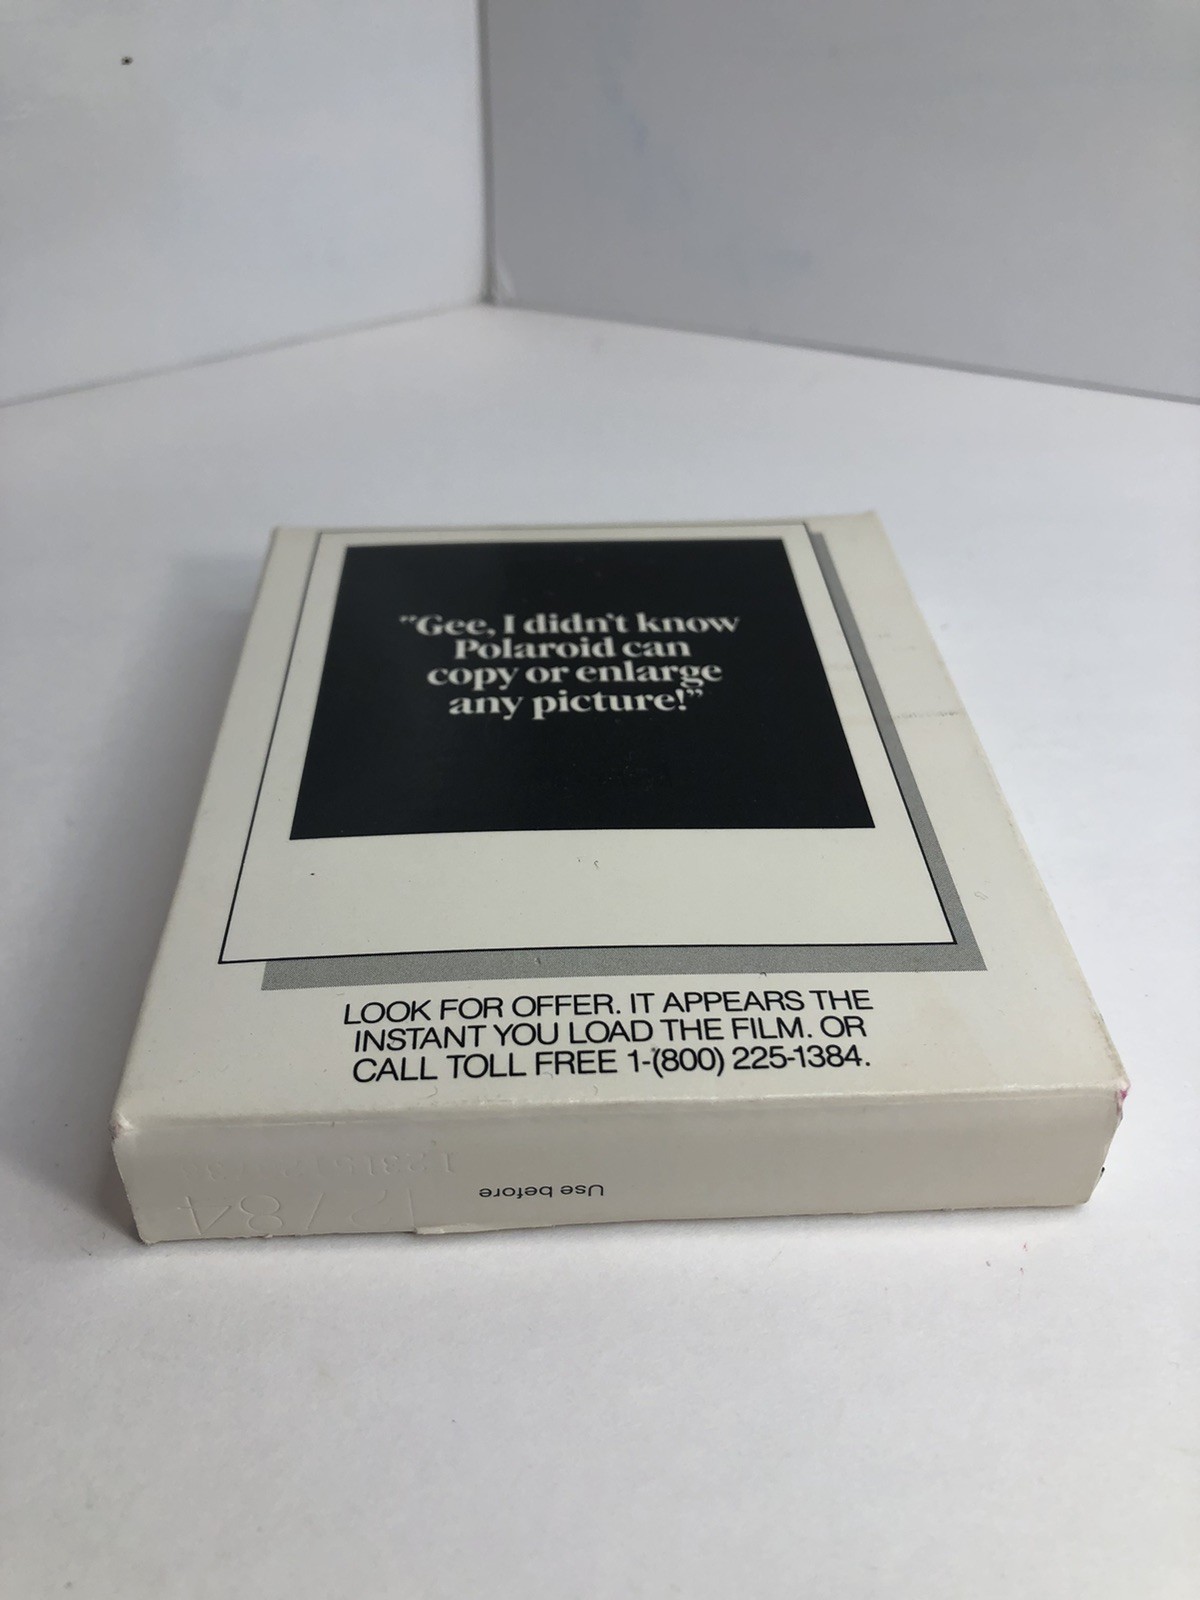 "Gee, I didn't know
Polaroid can
copy or enlarge
any picture!"
LOOK FOR OFFER. IT APPEARS THE
INSTANT YOU LOAD THE FILM. OR
CALL TOLL FREE 1-(800) 225-1384.
Use before
12/84